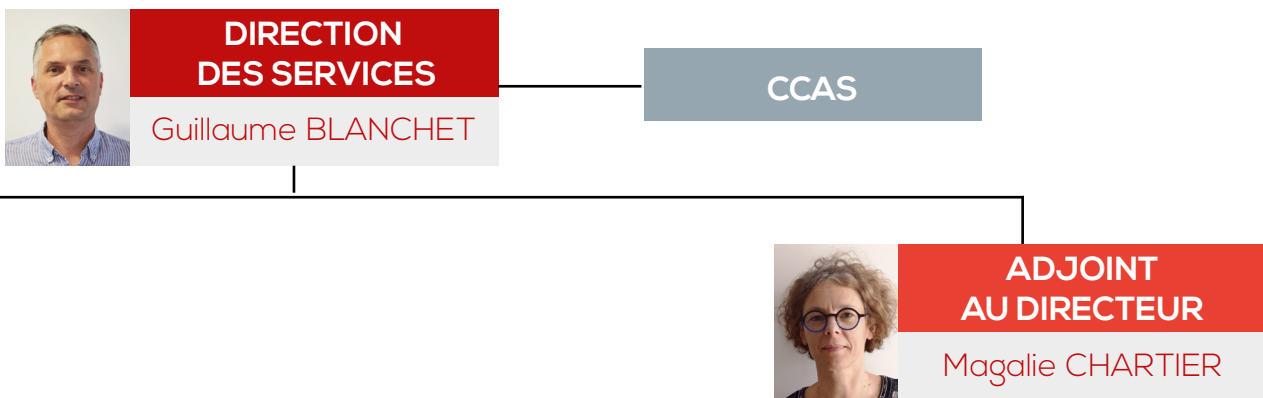 DIRECTION
DES SERVICES
Guillaume BLANCHET
CCAS
ADJOINT
AU DIRECTEUR
Magalie CHARTIER